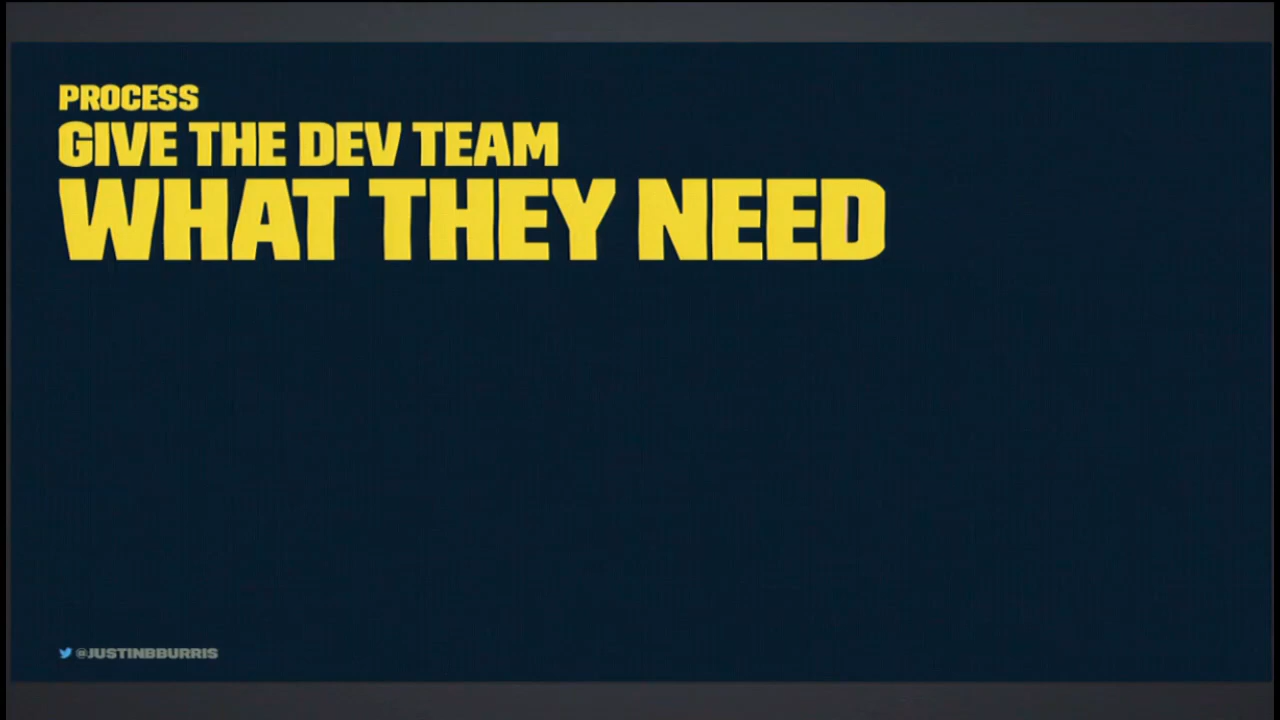 PROCESS
GIVE THE DEV TEAM
WHAT THEY NEED
@JUSTINBBURRIS